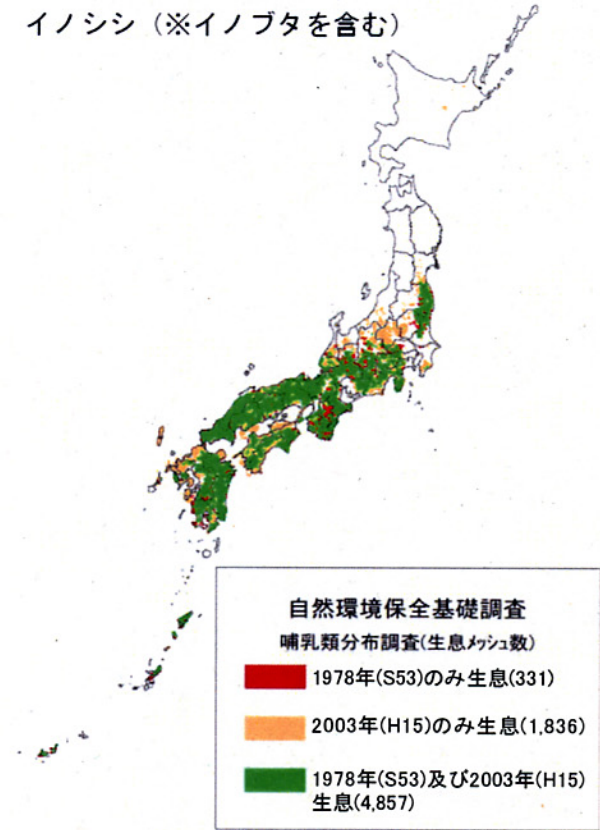 イノシシ（※イノブタを含む）
自然環境保全基礎調査
哺乳類分布調査(生息メッシュ数)
1978年(S53)のみ生息(331)
2003年(H15)のみ生息(1,836)
1978年(S53)及び2003年(H15)
生息(4,857)